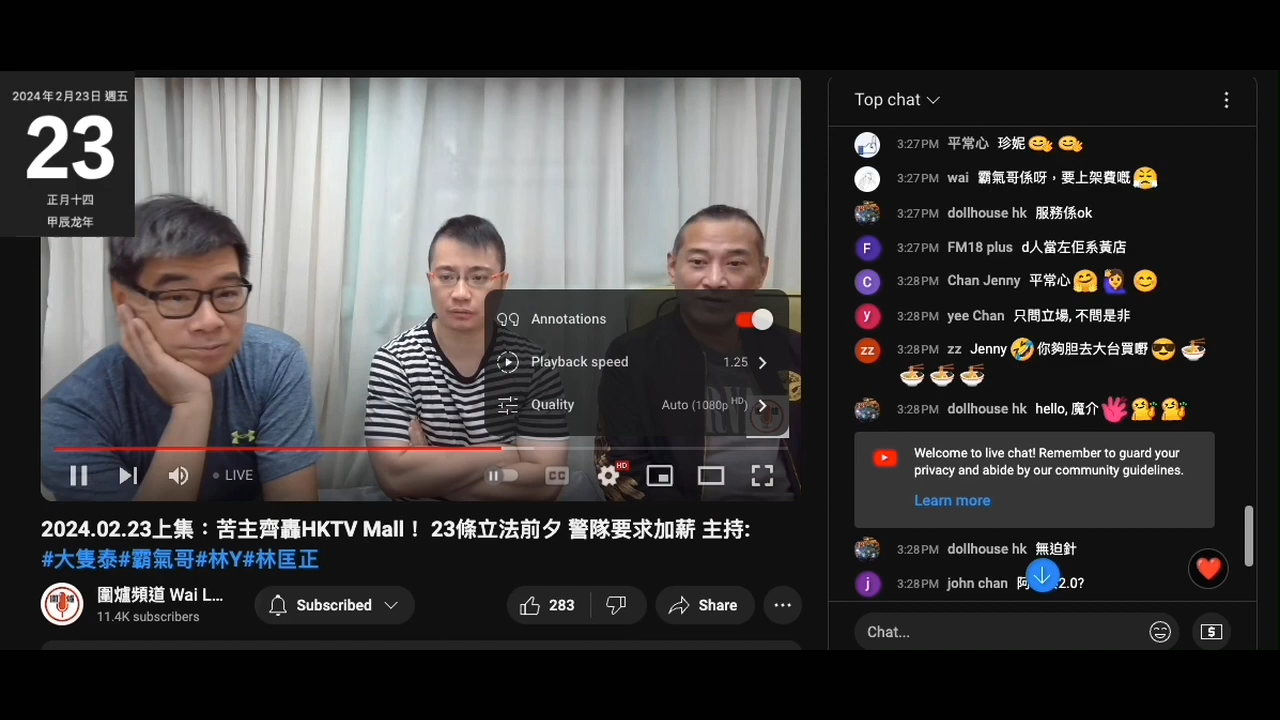 2024年2月23日 週五
23
正月十四
甲辰龙年
Annotations
Playback speed 1.25
Quality Auto (1080p HD)
LIVE
CC
HD
2024.02.23上集：苦主齊轟HKTV Mall！ 23條立法前夕 警隊要求加薪 主持:
#大隻泰#霸氣哥#林Y#林匡正
圍爐頻道 Wai L...
11.4K subscribers
Subscribed
283
Share
Top chat
3:27PM 平常心 珍妮
3:27PM wai 霸氣哥係呀，要上架費嘅
3:27PM dollhouse hk 服務係ok
F 3:27PM FM18 plus d人當左佢系黃店
C 3:28PM Chan Jenny 平常心
y 3:28PM yee Chan 只問立場, 不問是非
zz 3:28PM zz Jenny 你夠胆去大台買嘢
3:28PM dollhouse hk hello, 魔介
Welcome to live chat! Remember to guard your
privacy and abide by our community guidelines.
Learn more
3:28PM dollhouse hk 無迫針
j 3:28PM john chan 阿 2.0?
Chat...